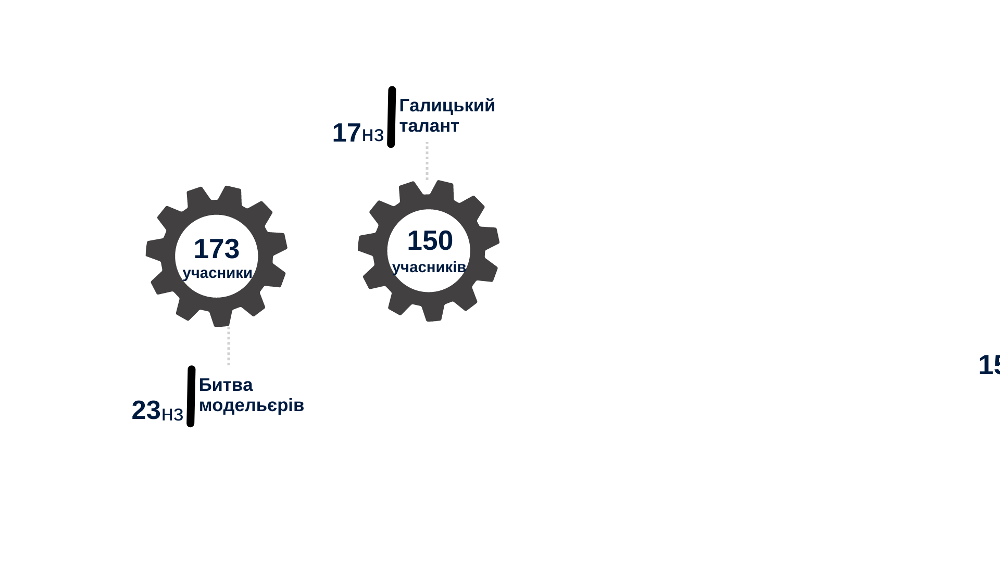 Галицький
талант
17нз
173
учасники
150
учасників
Битва
модельєрів
23нз